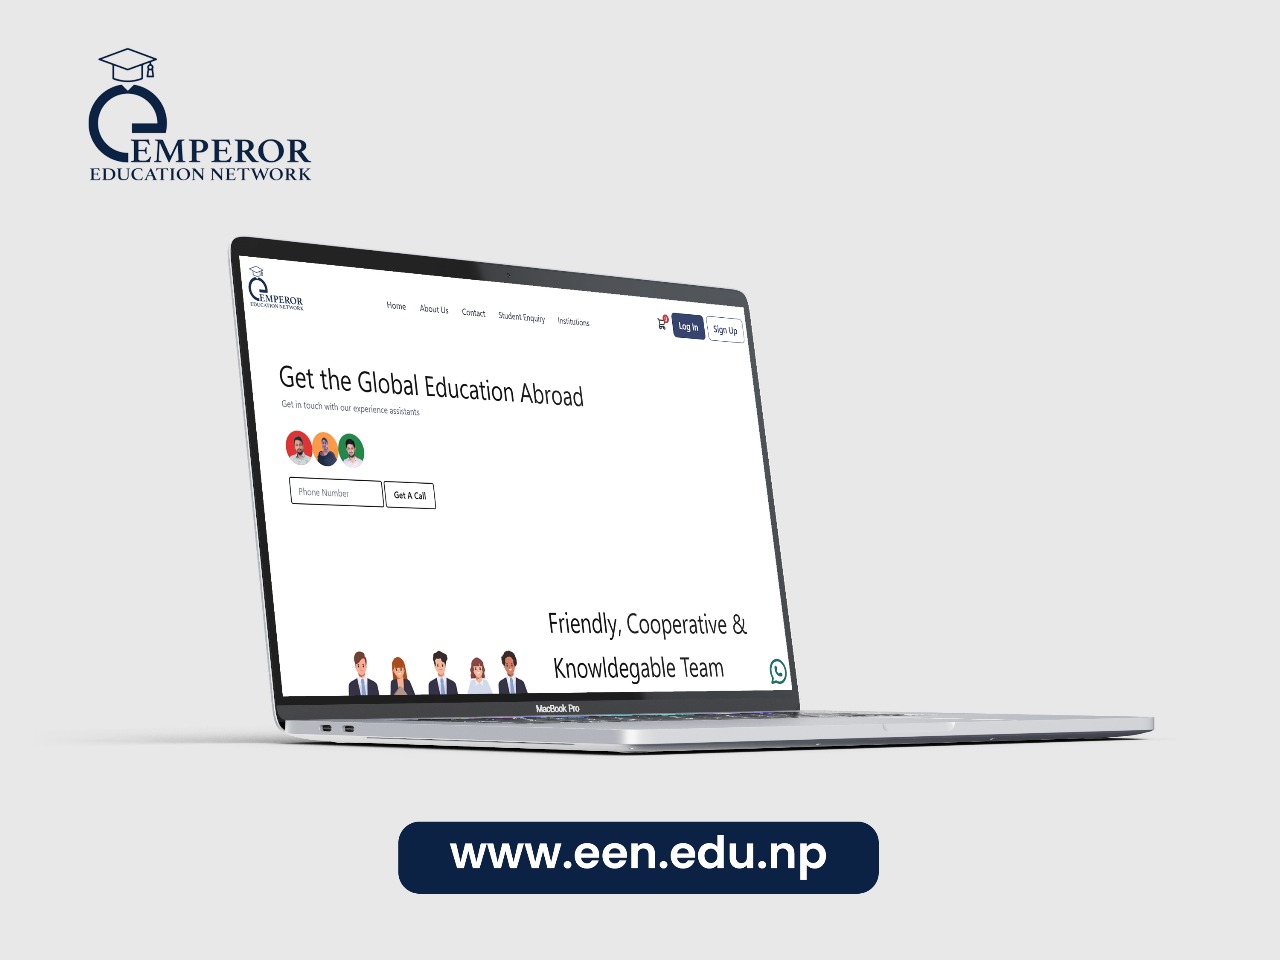 EMPEROR
EDUCATION NETWORK
EMPEROR
EDUCATION NETWORK
Home About Us Contact Student Enquiry Institutions
Log In Sign Up
Get the Global Education Abroad
Get in touch with our experience assistants
Phone Number Get A Call
Friendly, Cooperative &
Knowldegable Team
MacBook Pro
www.een.edu.np